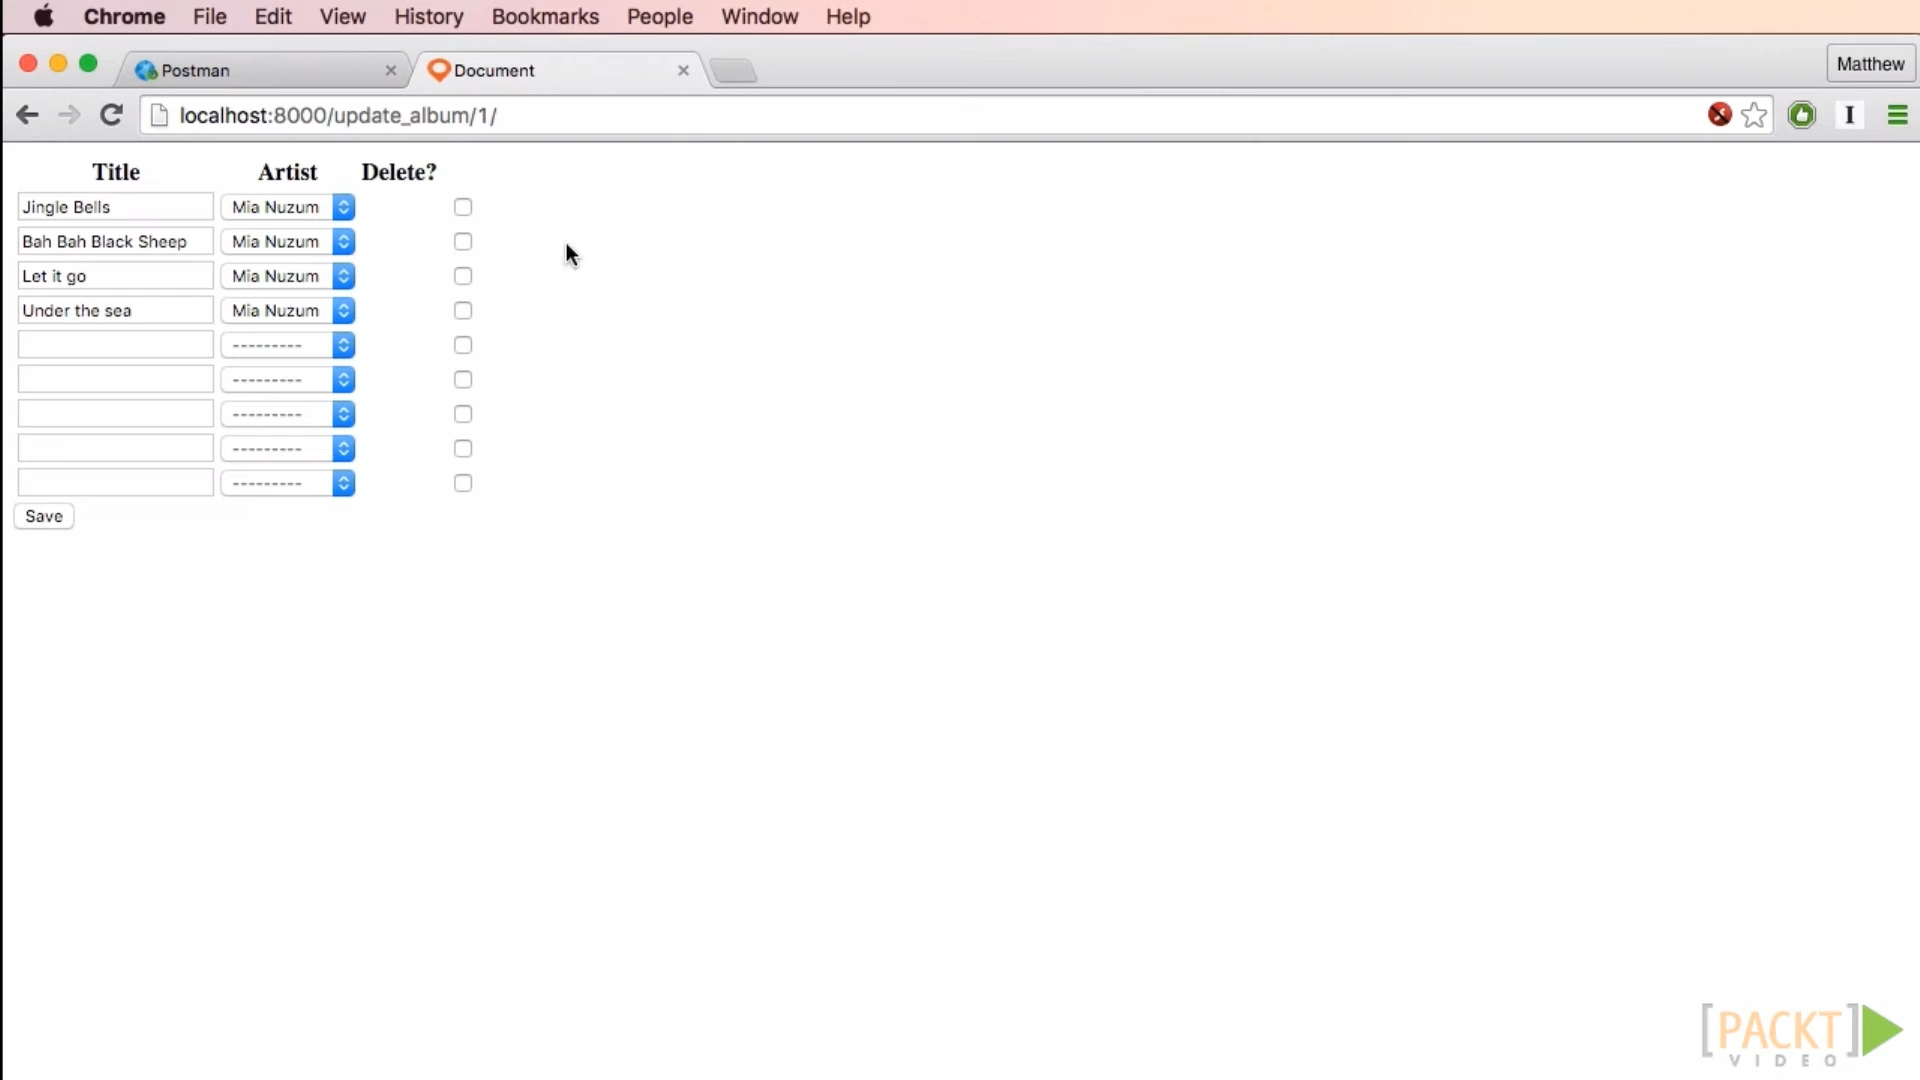 Chrome File Edit View History Bookmarks People Window Help
Postman Document Matthew
localhost:8000/update_album/1/
Title Artist Delete?
Jingle Bells Mia Nuzum
Bah Bah Black Sheep Mia Nuzum
Let it go Mia Nuzum
Under the sea Mia Nuzum
---------
---------
---------
---------
---------
Save
[PACKT]
VIDEO